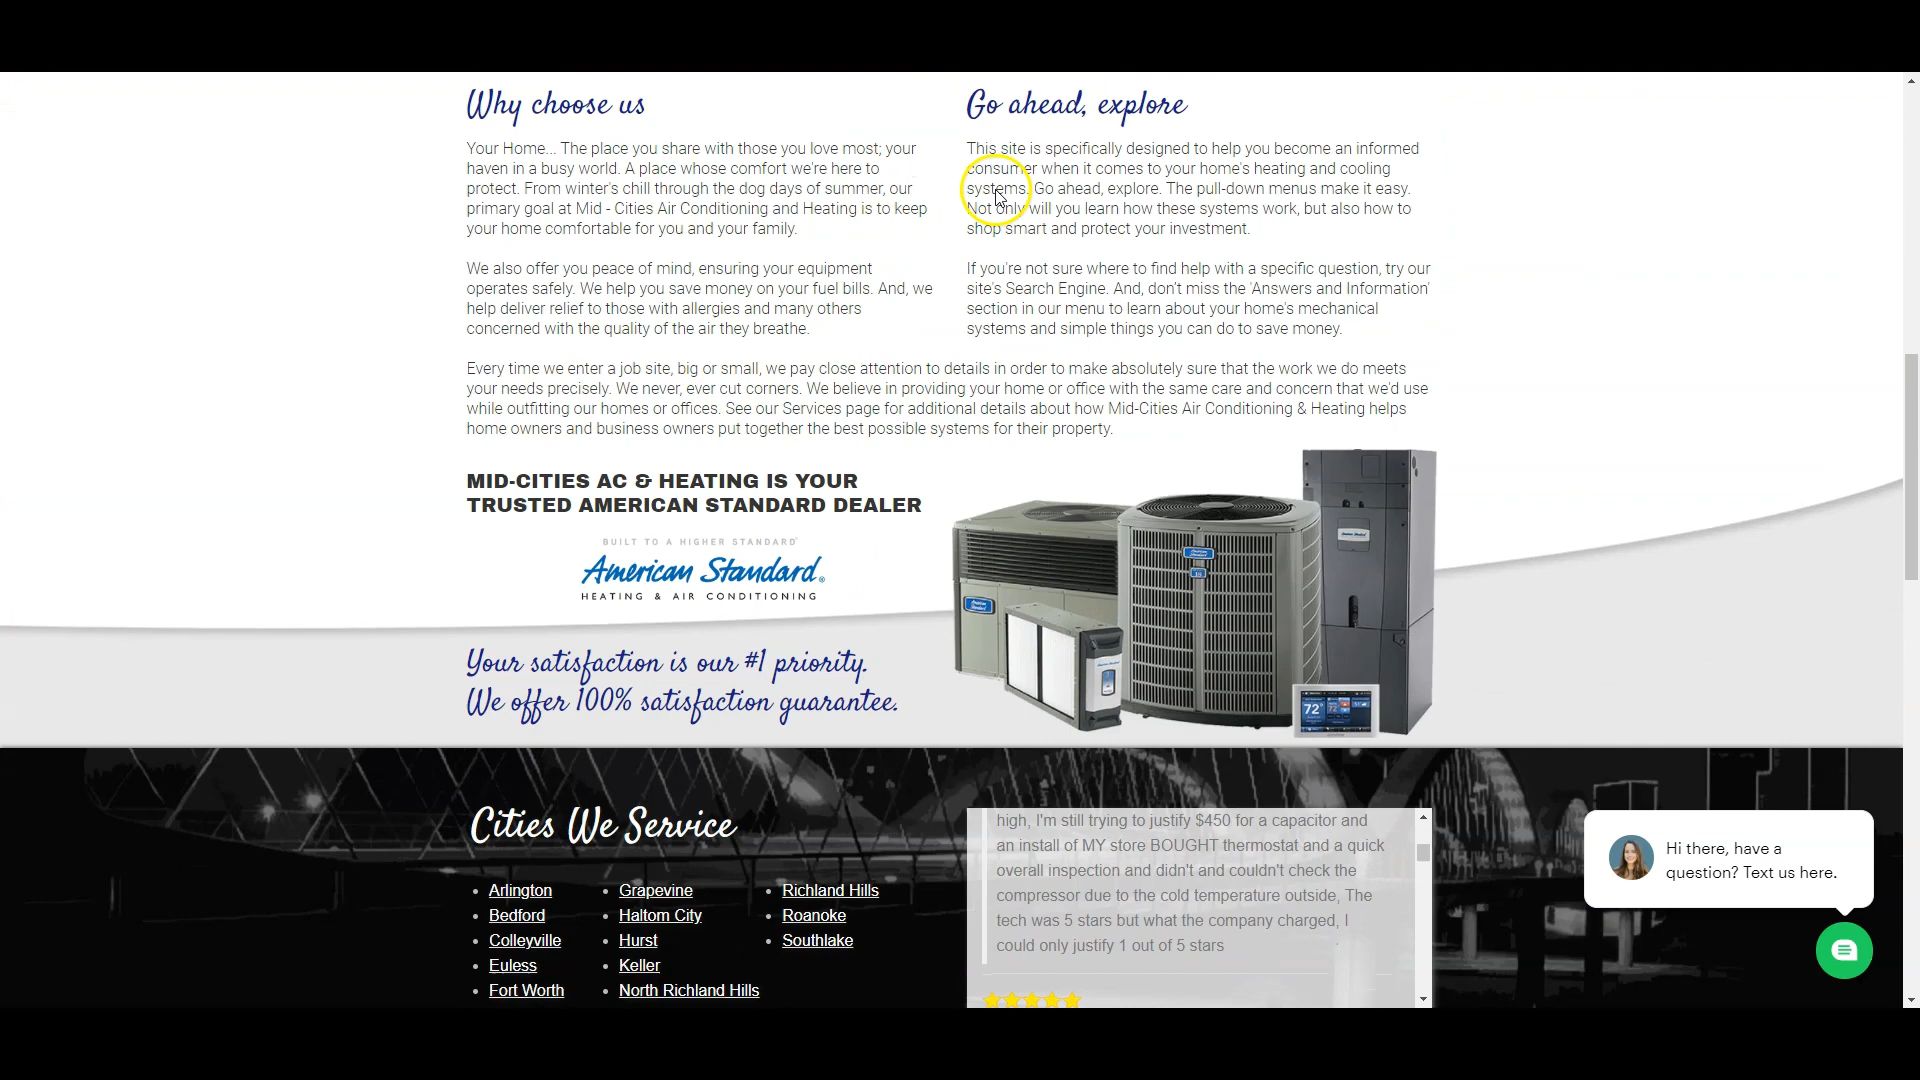 Why choose us
Your Home... The place you share with those you love most; your
haven in a busy world. A place whose comfort we're here to
protect. From winter's chill through the dog days of summer, our
primary goal at Mid - Cities Air Conditioning and Heating is to keep
your home comfortable for you and your family.
We also offer you peace of mind, ensuring your equipment
operates safely. We help you save money on your fuel bills. And, we
help deliver relief to those with allergies and many others
concerned with the quality of the air they breathe.
Go ahead, explore
This site is specifically designed to help you become an informed
consumer when it comes to your home's heating and cooling
systems. Go ahead, explore. The pull-down menus make it easy.
Not only will you learn how these systems work, but also how to
shop smart and protect your investment.
If you're not sure where to find help with a specific question, try our
site's Search Engine. And, don't miss the 'Answers and Information'
section in our menu to learn about your home's mechanical
systems and simple things you can do to save money.
Every time we enter a job site, big or small, we pay close attention to details in order to make absolutely sure that the work we do meets
your needs precisely. We never, ever cut corners. We believe in providing your home or office with the same care and concern that we'd use
while outfitting our homes or offices. See our Services page for additional details about how Mid-Cities Air Conditioning & Heating helps
home owners and business owners put together the best possible systems for their property.
MID-CITIES AC & HEATING IS YOUR
TRUSTED AMERICAN STANDARD DEALER
BUILT TO A HIGHER STANDARD
American Standard®
HEATING & AIR CONDITIONING
Your satisfaction is our #1 priority.
We offer 100% satisfaction guarantee.
72°
Cities We Service
Arlington
Bedford
Colleyville
Euless
Fort Worth
Grapevine
Haltom City
Hurst
Keller
North Richland Hills
Richland Hills
Roanoke
Southlake
high, I'm still trying to justify $450 for a capacitor and
an install of MY store BOUGHT thermostat and a quick
overall inspection and didn't and couldn't check the
compressor due to the cold temperature outside, The
tech was 5 stars but what the company charged, I
could only justify 1 out of 5 stars
Hi there, have a
question? Text us here.